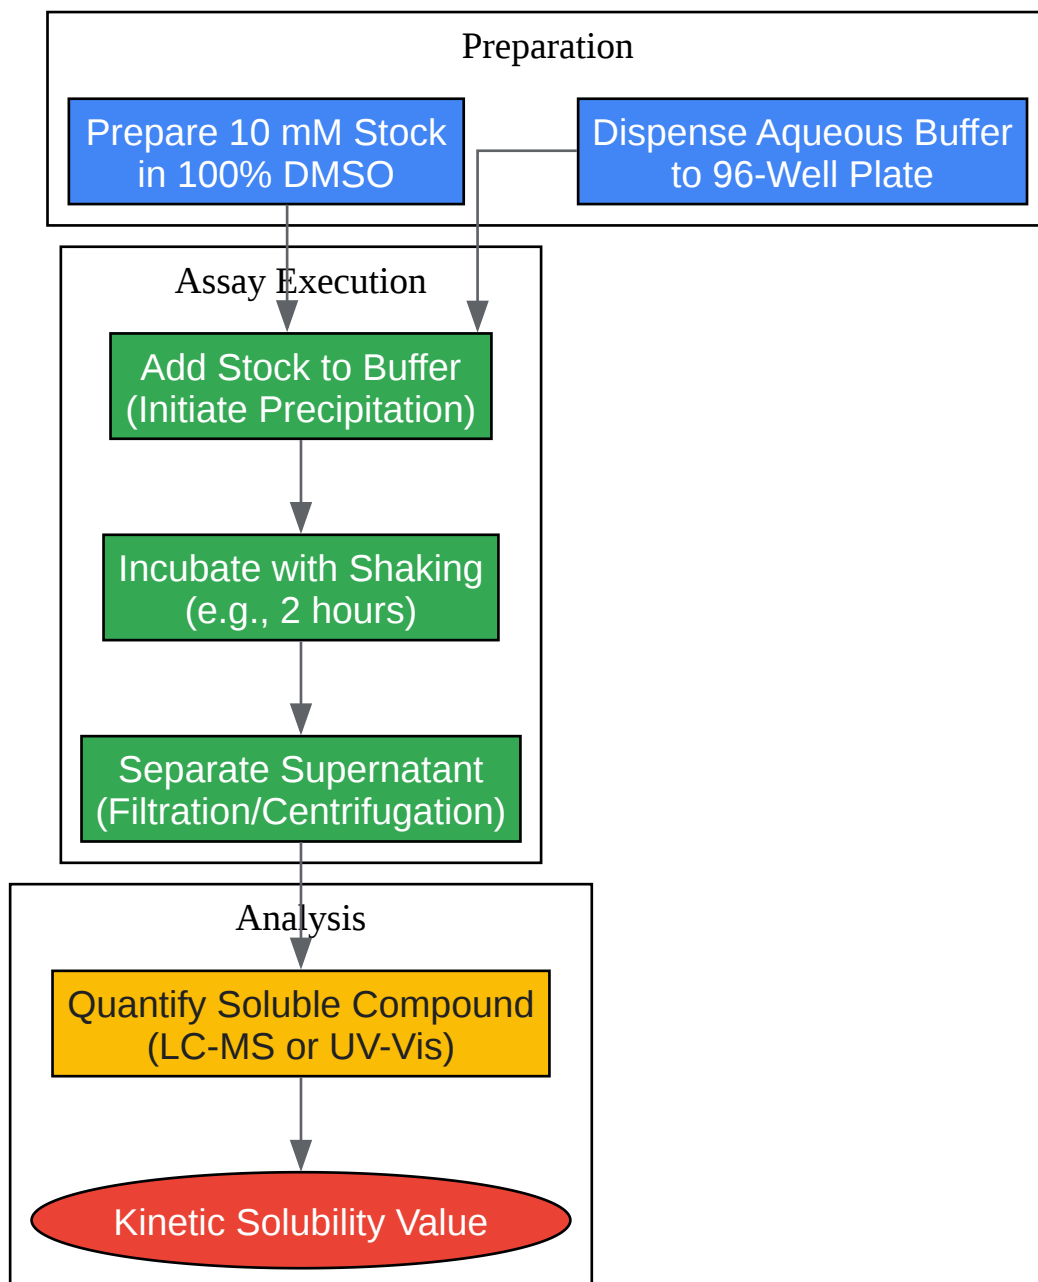 Preparation
Prepare 10 mM Stock
in 100% DMSO
Dispense Aqueous Buffer
to 96-Well Plate
Assay Execution
Add Stock to Buffer
(Initiate Precipitation)
Incubate with Shaking
(e.g., 2 hours)
Separate Supernatant
(Filtration/Centrifugation)
Analysis
Quantify Soluble Compound
(LC-MS or UV-Vis)
Kinetic Solubility Value